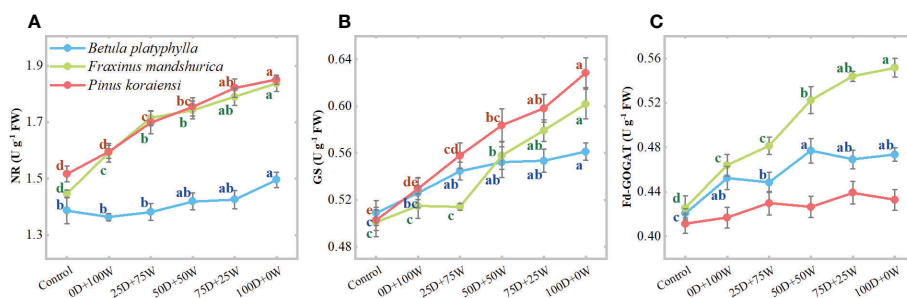 A
NR (U g⁻¹ FW)
1.9
1.7
1.5
1.3
Betula platyphylla
Fraximus mandshurica
Pinus koraiensi
d d b
d c b
c b b
bc b ab
ab ab ab
a a a
Control 0D+100W 25D+75W 50D+50W 75D+25W 100D+0W
B
GS (U g⁻¹ FW)
0.64
0.60
0.56
0.52
0.48
e c c
de bc c
cd ab c
bc b ab
ab ab ab
a a a
Control 0D+100W 25D+75W 50D+50W 75D+25W 100D+0W
C
Fd-GOGAT (U g⁻¹ FW)
0.56
0.52
0.48
0.44
0.40
d c
c ab
c b
b a
ab ab
ab ab
Control 0D+100W 25D+75W 50D+50W 75D+25W 100D+0W